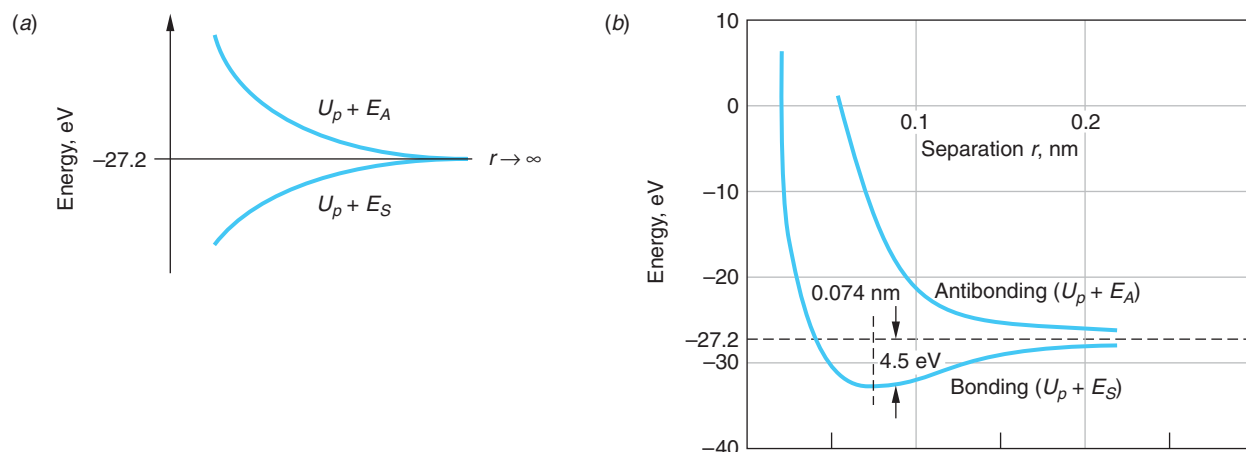 (a)
Energy, eV
−27.2
U_p + E_A
U_p + E_S
r → ∞
(b)
Energy, eV
10
0
−10
−20
−27.2
−30
−40
0.1
0.2
Separation r, nm
0.074 nm
Antibonding (U_p + E_A)
4.5 eV
Bonding (U_p + E_S)